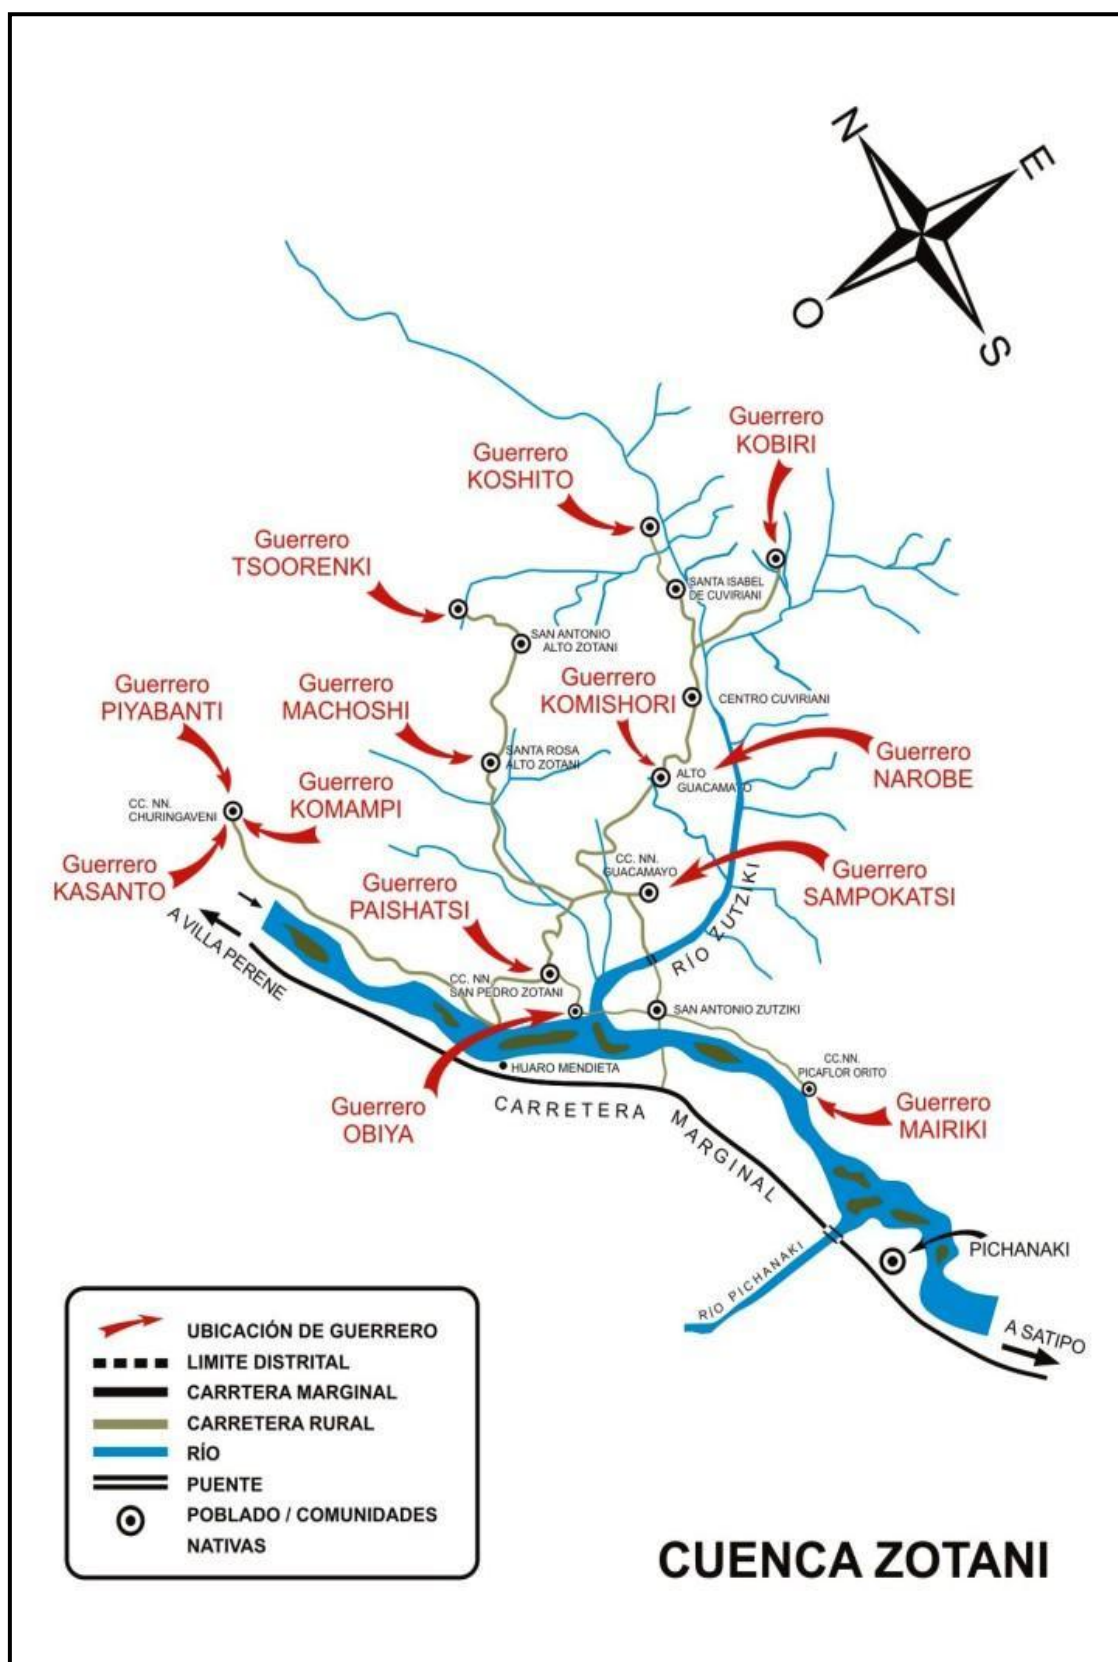 N
E
O
S
Guerrero
KOBIRI
Guerrero
KOSHITO
Guerrero
TSOORENKI
SANTA ISABEL
DE CUVIRIANI
SAN ANTONIO
ALTO ZOTANI
Guerrero
PIYABANTI
Guerrero
MACHOSHI
Guerrero
KOMISHORI
CENTRO CUVIRIANI
Guerrero
NAROBE
SANTA ROSA
ALTO ZOTANI
ALTO
GUACAMAYO
Guerrero
KOMAMPI
CC. NN.
CHURINGAVENI
Guerrero
KASANTO
CC. NN.
GUACAMAYO
Guerrero
SAMPOKATSI
Guerrero
PAISHATSI
A VILLA PERENE
RÍO ZUTZIKI
CC. NN.
SAN PEDRO ZOTANI
SAN ANTONIO ZUTZIKI
HUARO MENDIETA
CC.NN.
PICAFLOR ORITO
Guerrero
OBIYA
CARRETERA MARGINAL
Guerrero
MAIRIKI
RÍO PICHANAKI
PICHANAKI
A SATIPO
UBICACIÓN DE GUERRERO
LIMITE DISTRITAL
CARRTERA MARGINAL
CARRETERA RURAL
RÍO
PUENTE
POBLADO / COMUNIDADES
NATIVAS
CUENCA ZOTANI